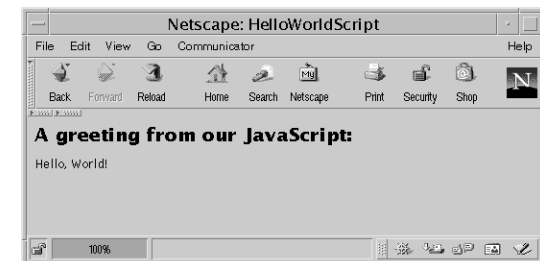 Netscape: HelloWorldScript
File Edit View Go Communicator Help
My N
Back Forward Reload Home Search Netscape Print Security Shop
A greeting from our JavaScript:
Hello, World!
100%